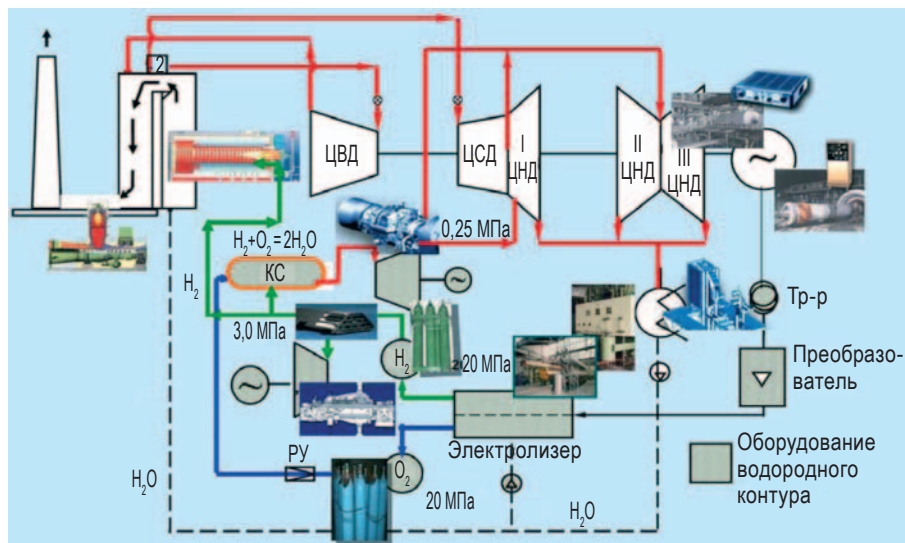 2
ЦВД
ЦСД
I
ЦНД
II
ЦНД
III
ЦНД
~
0,25 МПа
H₂+O₂=2H₂O
КС
~
H₂
3,0 МПа
H₂
20 МПа
Тр-р
Преобразо-
ватель
~
Электролизер
Оборудование
водородного
контура
РУ
O₂
20 МПа
H₂O
H₂O